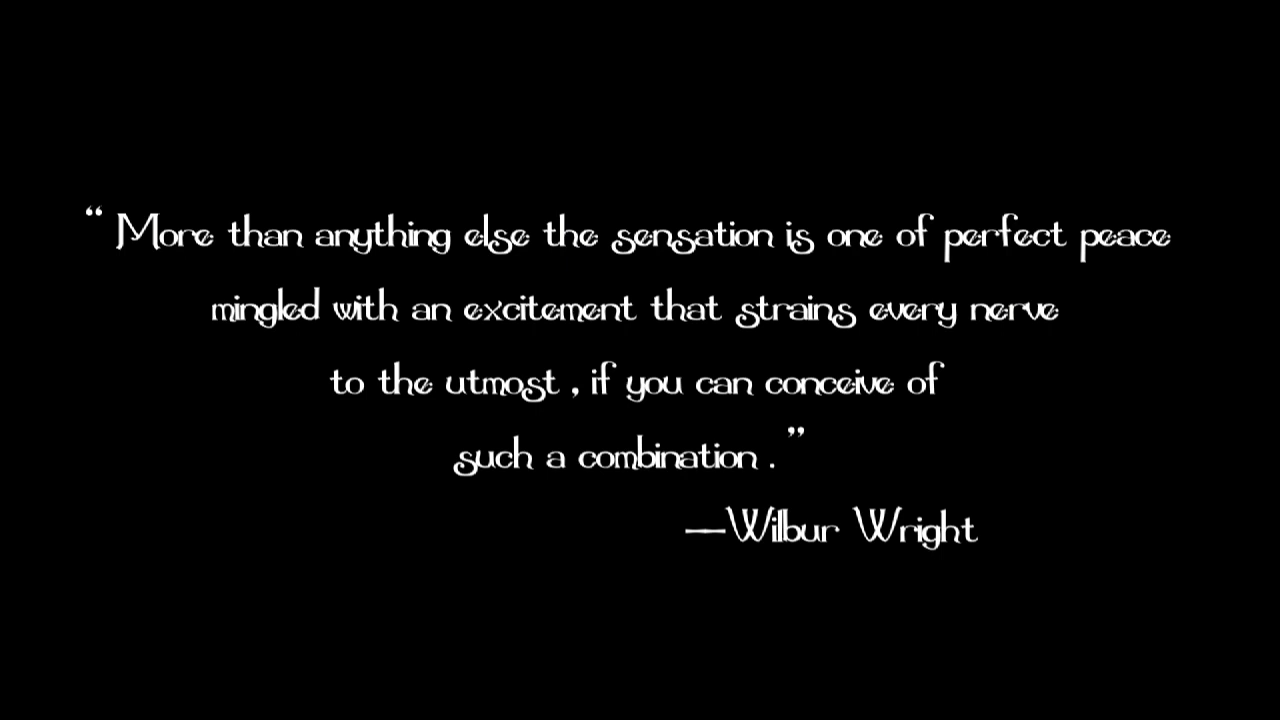 “ More than anything else the sensation is one of perfect peace
mingled with an excitement that strains every nerve
to the utmost , if you can conceive of
such a combination . ”
—Wilbur Wright